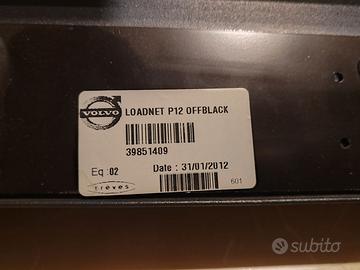 VOLVO
LOADNET P12 OFFBLACK
39851409
Eq :02
Date : 31/01/2012
treves
601
subito